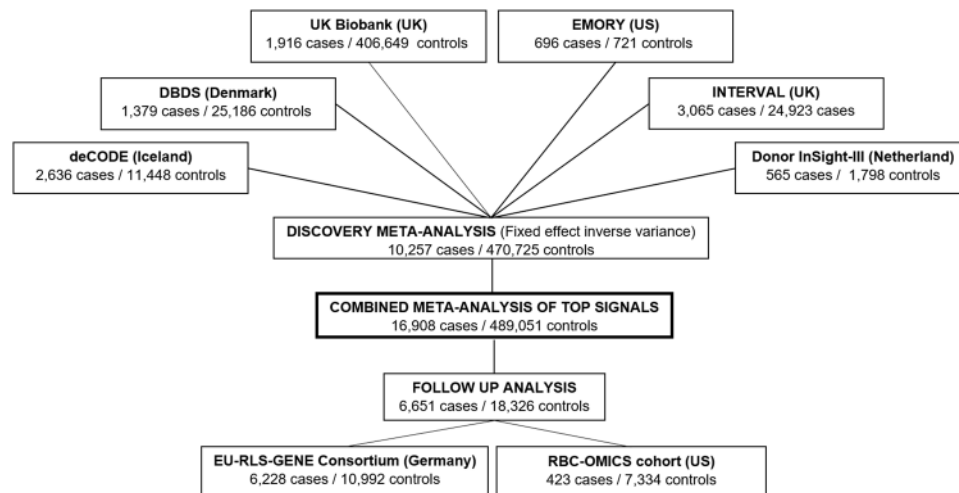 UK Biobank (UK)
1,916 cases / 406,649 controls
EMORY (US)
696 cases / 721 controls
DBDS (Denmark)
1,379 cases / 25,186 controls
INTERVAL (UK)
3,065 cases / 24,923 cases
deCODE (Iceland)
2,636 cases / 11,448 controls
Donor InSight-III (Netherland)
565 cases / 1,798 controls
DISCOVERY META-ANALYSIS (Fixed effect inverse variance)
10,257 cases / 470,725 controls
COMBINED META-ANALYSIS OF TOP SIGNALS
16,908 cases / 489,051 controls
FOLLOW UP ANALYSIS
6,651 cases / 18,326 controls
EU-RLS-GENE Consortium (Germany)
6,228 cases / 10,992 controls
RBC-OMICS cohort (US)
423 cases / 7,334 controls